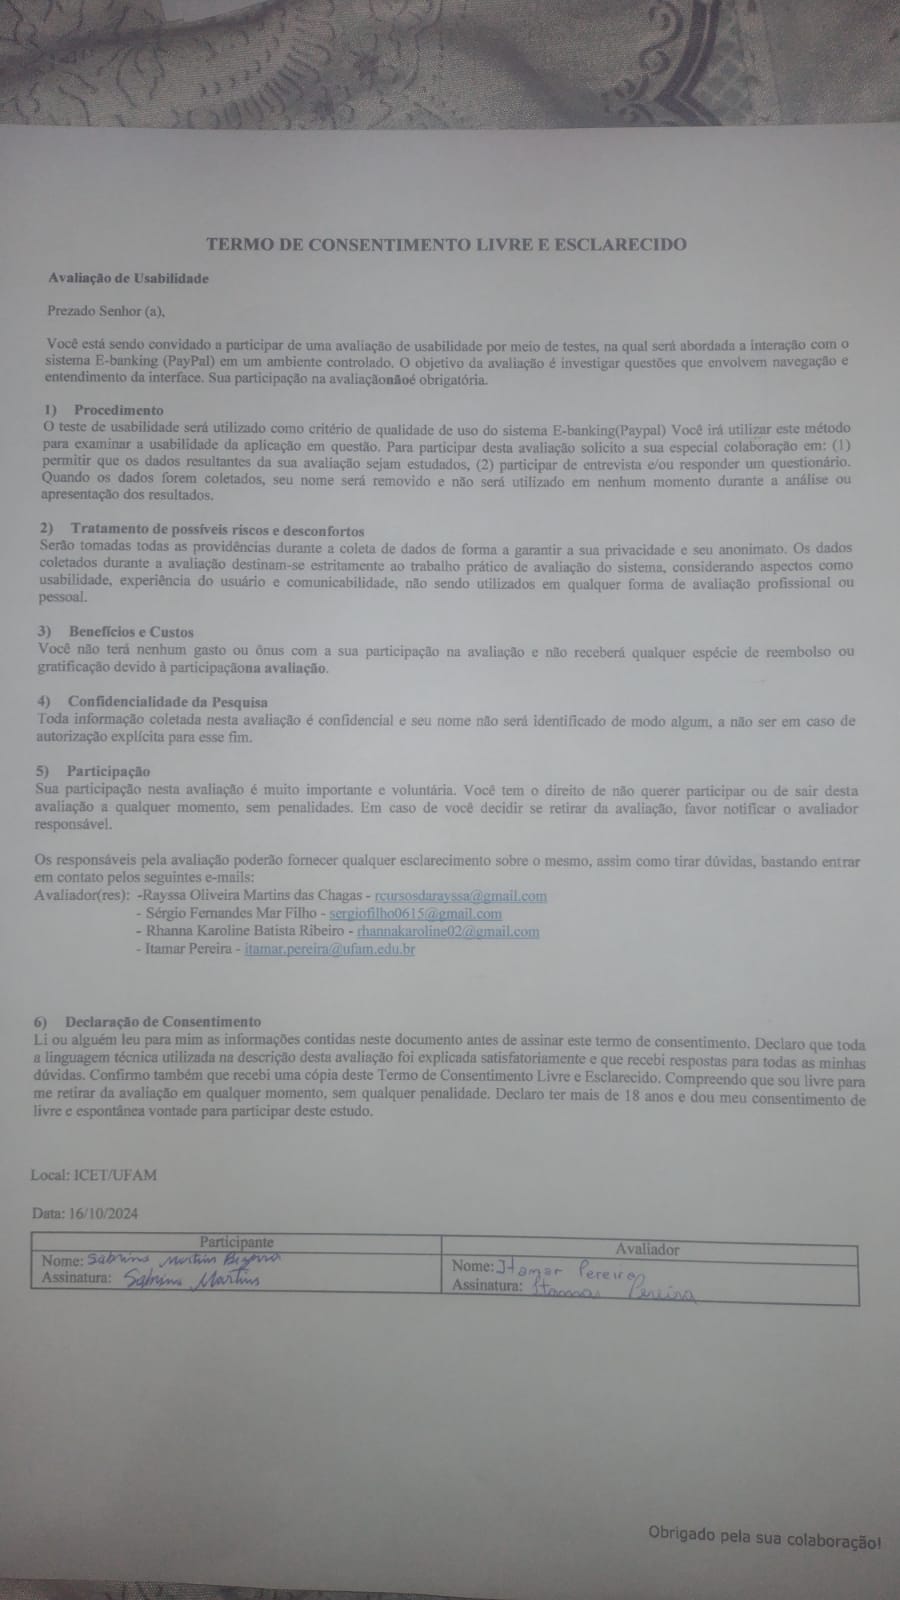 TERMO DE CONSENTIMENTO LIVRE E ESCLARECIDO
Avaliação de Usabilidade
Prezado Senhor (a),
Você está sendo convidado a participar de uma avaliação de usabilidade por meio de testes, na qual será abordada a interação com o
sistema E-banking (PayPal) em um ambiente controlado. O objetivo da avaliação é investigar questões que envolvem navegação e
entendimento da interface. Sua participação na avaliaçãonãoé obrigatória.
1) Procedimento
O teste de usabilidade será utilizado como critério de qualidade de uso do sistema E-banking(Paypal) Você irá utilizar este método
para examinar a usabilidade da aplicação em questão. Para participar desta avaliação solicito a sua especial colaboração em: (1)
permitir que os dados resultantes da sua avaliação sejam estudados, (2) participar de entrevista e/ou responder um questionário.
Quando os dados forem coletados, seu nome será removido e não será utilizado em nenhum momento durante a análise ou
apresentação dos resultados.
2) Tratamento de possíveis riscos e desconfortos
Serão tomadas todas as providências durante a coleta de dados de forma a garantir a sua privacidade e seu anonimato. Os dados
coletados durante a avaliação destinam-se estritamente ao trabalho prático de avaliação do sistema, considerando aspectos como
usabilidade, experiência do usuário e comunicabilidade, não sendo utilizados em qualquer forma de avaliação profissional ou
pessoal.
3) Benefícios e Custos
Você não terá nenhum gasto ou ônus com a sua participação na avaliação e não receberá qualquer espécie de reembolso ou
gratificação devido à participaçãona avaliação.
4) Confidencialidade da Pesquisa
Toda informação coletada nesta avaliação é confidencial e seu nome não será identificado de modo algum, a não ser em caso de
autorização explícita para esse fim.
5) Participação
Sua participação nesta avaliação é muito importante e voluntária. Você tem o direito de não querer participar ou de sair desta
avaliação a qualquer momento, sem penalidades. Em caso de você decidir se retirar da avaliação, favor notificar o avaliador
responsável.
Os responsáveis pela avaliação poderão fornecer qualquer esclarecimento sobre o mesmo, assim como tirar dúvidas, bastando entrar
em contato pelos seguintes e-mails:
Avaliador(res): -Rayssa Oliveira Martins das Chagas - rcursosdarayssa@gmail.com
- Sérgio Fernandes Mar Filho - sergiofilho0615@gmail.com
- Rhanna Karoline Batista Ribeiro - rhannakaroline02@gmail.com
- Itamar Pereira - itamar.pereira@ufam.edu.br
6) Declaração de Consentimento
Li ou alguém leu para mim as informações contidas neste documento antes de assinar este termo de consentimento. Declaro que toda
a linguagem técnica utilizada na descrição desta avaliação foi explicada satisfatoriamente e que recebi respostas para todas as minhas
dúvidas. Confirmo também que recebi uma cópia deste Termo de Consentimento Livre e Esclarecido. Compreendo que sou livre para
me retirar da avaliação em qualquer momento, sem qualquer penalidade. Declaro ter mais de 18 anos e dou meu consentimento de
livre e espontânea vontade para participar deste estudo.
Local: ICET/UFAM
Data: 16/10/2024
Participante
Nome: Sabrina Martins
Assinatura: Sabrina Martins
Avaliador
Nome: Itamar Pereira
Assinatura: Itamar Pereira
Obrigado pela sua colaboração!